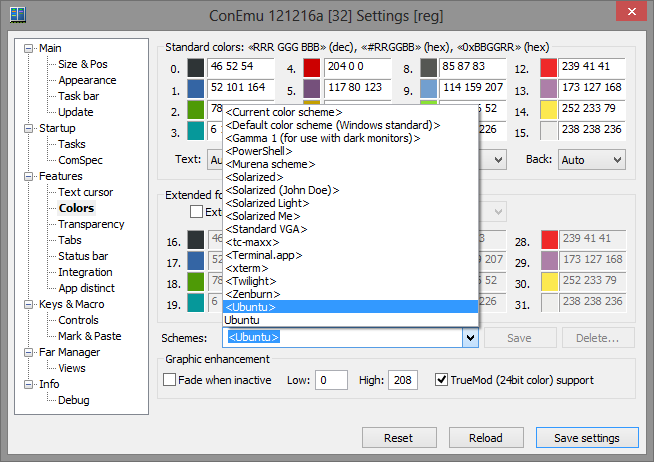 ConEmu 121216a [32] Settings [reg]
Main
Size & Pos
Appearance
Task bar
Update
Startup
Tasks
ComSpec
Features
Text cursor
Colors
Transparency
Tabs
Status bar
Integration
App distinct
Keys & Macro
Controls
Mark & Paste
Far Manager
Views
Info
Debug
Standard colors: «RRR GGG BBB» (dec), «#RRGGBB» (hex), «0xBBGGRR» (hex)
0. 46 52 54 4. 204 0 0 8. 85 87 83 12. 239 41 41
1. 52 101 164 5. 117 80 123 9. 114 159 207 13. 173 127 168
2. 78 14. 252 233 79
3. 6 15. 238 238 236
Text: Back: Auto
<Current color scheme>
<Default color scheme (Windows standard)>
<Gamma 1 (for use with dark monitors)>
<PowerShell>
<Murena scheme>
<Solarized>
<Solarized (John Doe)>
<Solarized Light>
<Solarized Me>
<Standard VGA>
<tc-maxx>
<Terminal.app>
<xterm>
<Twilight>
<Zenburn>
<Ubuntu>
Ubuntu
16. 46 28. 239 41 41
17. 52 29. 173 127 168
18. 78 30. 252 233 79
19. 6 31. 238 238 236
Schemes: <Ubuntu> Save Delete...
Graphic enhancement
Fade when inactive Low: 0 High: 208 TrueMod (24bit color) support
Reset Reload Save settings